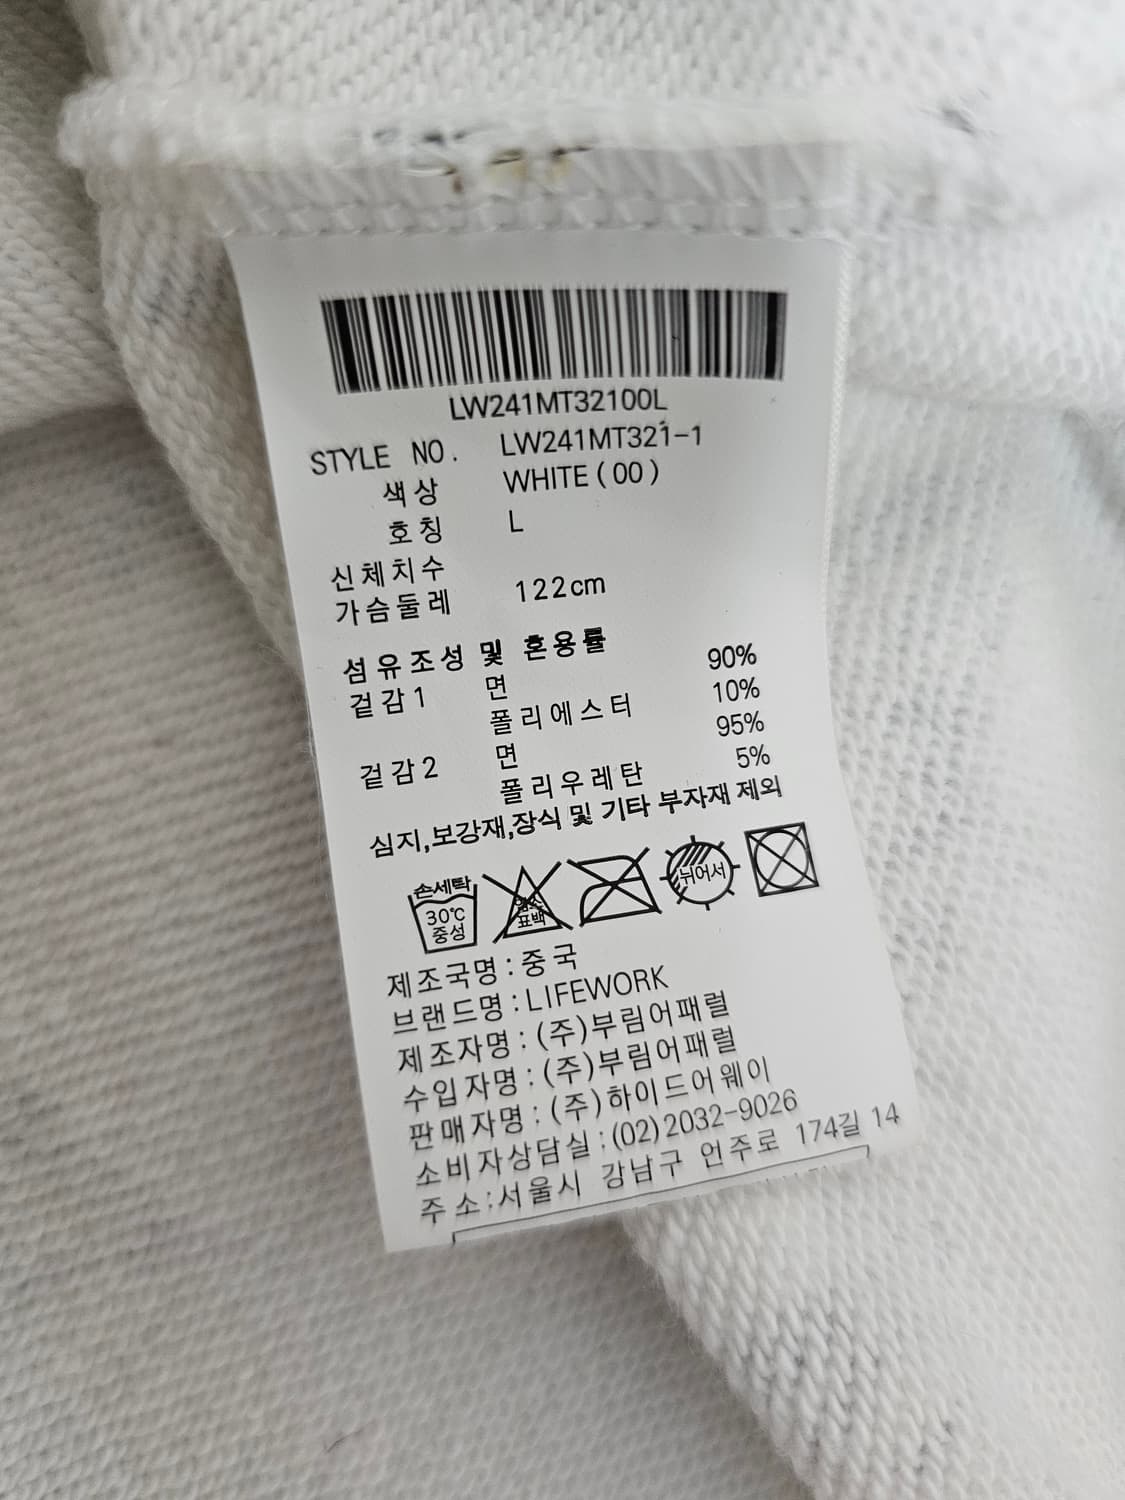 LW241MT32100L
STYLE NO. LW241MT321-1
색상 WHITE(00)
호칭 L
신체치수
가슴둘레 122cm
섬유조성 및 혼용률
겉감1 면 90%
폴리에스터 10%
겉감2 면 95%
폴리우레탄 5%
심지,보강재,장식 및 기타 부자재 제외
손세탁
30℃
중성
염소
표백
뉘어서
제조국명:중국
브랜드명:LIFEWORK
제조자명:(주)부림어패럴
수입자명:(주)부림어패럴
판매자명:(주)하이드어웨이
소비자상담실:(02)2032-9026
주소:서울시 강남구 언주로 174길 14